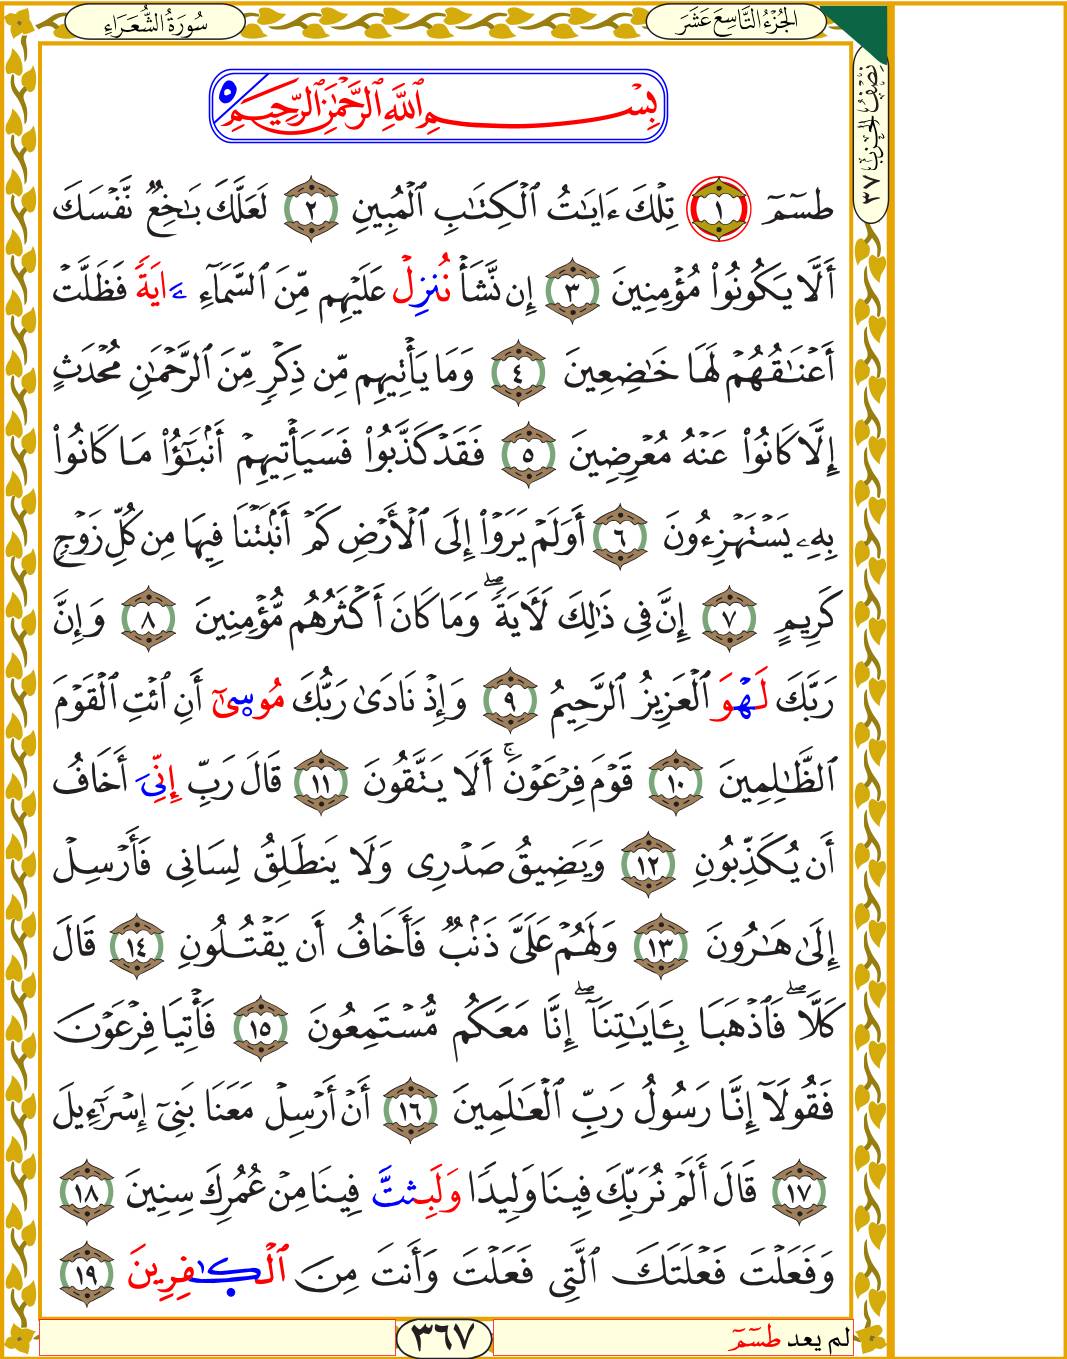 سُورَةُ الشُّعَرَاءِ
الجُزْءُ التَّاسِعَ عَشَرَ
نِصْفُ الحِزْبِ ٣٧
بِسْمِ ٱللَّهِ ٱلرَّحْمَٰنِ ٱلرَّحِيمِ ٥
طسٓمٓ ١ تِلْكَ ءَايَٰتُ ٱلْكِتَٰبِ ٱلْمُبِينِ ٢ لَعَلَّكَ بَٰخِعٌ نَّفْسَكَ
أَلَّا يَكُونُوا۟ مُؤْمِنِينَ ٣ إِن نَّشَأْ نُنزِلْ عَلَيْهِم مِّنَ ٱلسَّمَآءِ ءَايَةً فَظَلَّتْ
أَعْنَٰقُهُمْ لَهَا خَٰضِعِينَ ٤ وَمَا يَأْتِيهِم مِّن ذِكْرٍ مِّنَ ٱلرَّحْمَٰنِ مُحْدَثٍ
إِلَّا كَانُوا۟ عَنْهُ مُعْرِضِينَ ٥ فَقَدْ كَذَّبُوا۟ فَسَيَأْتِيهِمْ أَنۢبَٰٓؤُا۟ مَا كَانُوا۟
بِهِۦ يَسْتَهْزِءُونَ ٦ أَوَلَمْ يَرَوْا۟ إِلَى ٱلْأَرْضِ كَمْ أَنۢبَتْنَا فِيهَا مِن كُلِّ زَوْجٍ
كَرِيمٍ ٧ إِنَّ فِى ذَٰلِكَ لَءَايَةً ۖ وَمَا كَانَ أَكْثَرُهُم مُّؤْمِنِينَ ٨ وَإِنَّ
رَبَّكَ لَهْوَ ٱلْعَزِيزُ ٱلرَّحِيمُ ٩ وَإِذْ نَادَىٰ رَبُّكَ مُوسِىٰٓ أَنِ ٱئْتِ ٱلْقَوْمَ
ٱلظَّٰلِمِينَ ١٠ قَوْمَ فِرْعَوْنَ ۚ أَلَا يَتَّقُونَ ١١ قَالَ رَبِّ إِنِّىَ أَخَافُ
أَن يُكَذِّبُونِ ١٢ وَيَضِيقُ صَدْرِى وَلَا يَنطَلِقُ لِسَانِى فَأَرْسِلْ
إِلَىٰ هَٰرُونَ ١٣ وَلَهُمْ عَلَىَّ ذَنۢبٌ فَأَخَافُ أَن يَقْتُلُونِ ١٤ قَالَ
كَلَّا ۖ فَٱذْهَبَا بِـَٔايَٰتِنَآ ۖ إِنَّا مَعَكُم مُّسْتَمِعُونَ ١٥ فَأْتِيَا فِرْعَوْنَ
فَقُولَآ إِنَّا رَسُولُ رَبِّ ٱلْعَٰلَمِينَ ١٦ أَنْ أَرْسِلْ مَعَنَا بَنِىٓ إِسْرَٰٓءِيلَ
١٧ قَالَ أَلَمْ نُرَبِّكَ فِينَا وَلِيدًا وَلَبِثتَّ فِينَا مِنْ عُمُرِكَ سِنِينَ ١٨
وَفَعَلْتَ فَعْلَتَكَ ٱلَّتِى فَعَلْتَ وَأَنتَ مِنَ ٱلْكَٰفِرِينَ ١٩
٣٦٧
لم يعد طسٓمٓ